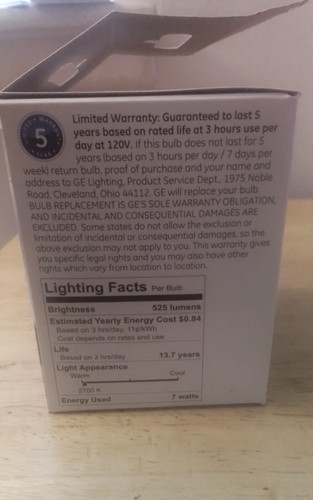 5
Limited Warranty: Guaranteed to last 5
years based on rated life at 3 hours use per
day at 120V. if this bulb does not last for 5
years (based on 3 hours per day / 7 days per
week) return bulb, proof of purchase and your name and
address to GE Lighting, Product Service Dept., 1975 Noble
Road, Cleveland, Ohio 44112. GE will replace your bulb.
BULB REPLACEMENT IS GE'S SOLE WARRANTY OBLIGATION,
AND INCIDENTAL AND CONSEQUENTIAL DAMAGES ARE
EXCLUDED. Some states do not allow the exclusion or
limitation of incidental or consequential damages, so the
above exclusion may not apply to you. This warranty gives
you specific legal rights and you may also have other
rights which vary from location to location.
Lighting Facts Per Bulb
Brightness 525 lumens
Estimated Yearly Energy Cost $0.84
Based on 3 hrs/day, 11¢/kWh
Cost depends on rates and use
Life
Based on 3 hrs/day 13.7 years
Light Appearance
Warm Cool
2700 K
Energy Used 7 watts